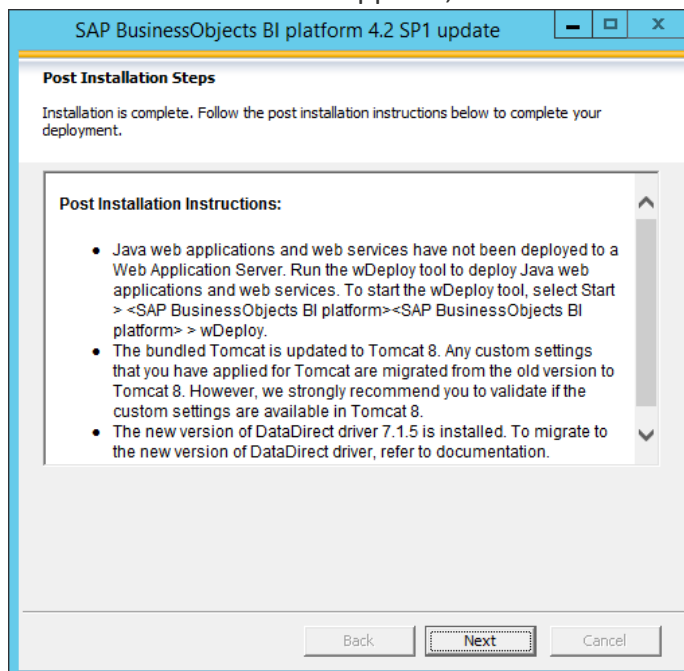 SAP BusinessObjects BI platform 4.2 SP1 update
Post Installation Steps
Installation is complete. Follow the post installation instructions below to complete your
deployment.
Post Installation Instructions:
● Java web applications and web services have not been deployed to a
Web Application Server. Run the wDeploy tool to deploy Java web
applications and web services. To start the wDeploy tool, select Start
> <SAP BusinessObjects BI platform><SAP BusinessObjects BI
platform> > wDeploy.
● The bundled Tomcat is updated to Tomcat 8. Any custom settings
that you have applied for Tomcat are migrated from the old version to
Tomcat 8. However, we strongly recommend you to validate if the
custom settings are available in Tomcat 8.
● The new version of DataDirect driver 7.1.5 is installed. To migrate to
the new version of DataDirect driver, refer to documentation.
Back Next Cancel